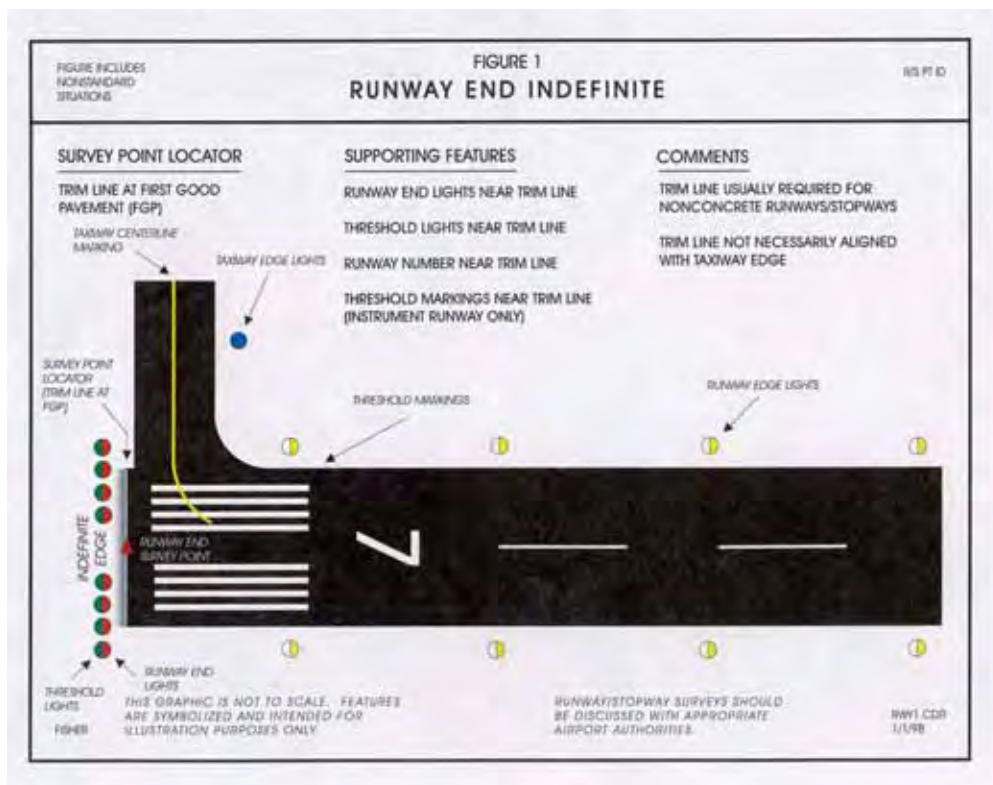 FIGURE INCLUDES
NONSTANDARD
SITUATIONS
FIGURE 1
RUNWAY END INDEFINITE
R/S PT ID
SURVEY POINT LOCATOR
TRIM LINE AT FIRST GOOD
PAVEMENT (FGP)
SUPPORTING FEATURES
RUNWAY END LIGHTS NEAR TRIM LINE
THRESHOLD LIGHTS NEAR TRIM LINE
RUNWAY NUMBER NEAR TRIM LINE
THRESHOLD MARKINGS NEAR TRIM LINE
(INSTRUMENT RUNWAY ONLY)
COMMENTS
TRIM LINE USUALLY REQUIRED FOR
NONCONCRETE RUNWAYS/STOPWAYS
TRIM LINE NOT NECESSARILY ALIGNED
WITH TAXIWAY EDGE
TAXIWAY CENTERLINE
MARKING
TAXIWAY EDGE LIGHTS
SURVEY POINT
LOCATOR
(TRIM LINE AT
FGP)
THRESHOLD MARKINGS
RUNWAY EDGE LIGHTS
INDEFINITE
EDGE
RUNWAY END
SURVEY POINT
7
THRESHOLD
LIGHTS
RUNWAY END
LIGHTS
THIS GRAPHIC IS NOT TO SCALE. FEATURES
ARE SYMBOLIZED AND INTENDED FOR
ILLUSTRATION PURPOSES ONLY.
RUNWAY/STOPWAY SURVEYS SHOULD
BE DISCUSSED WITH APPROPRIATE
AIRPORT AUTHORITIES.
FISHER
RWY1.CDR
1/1/98